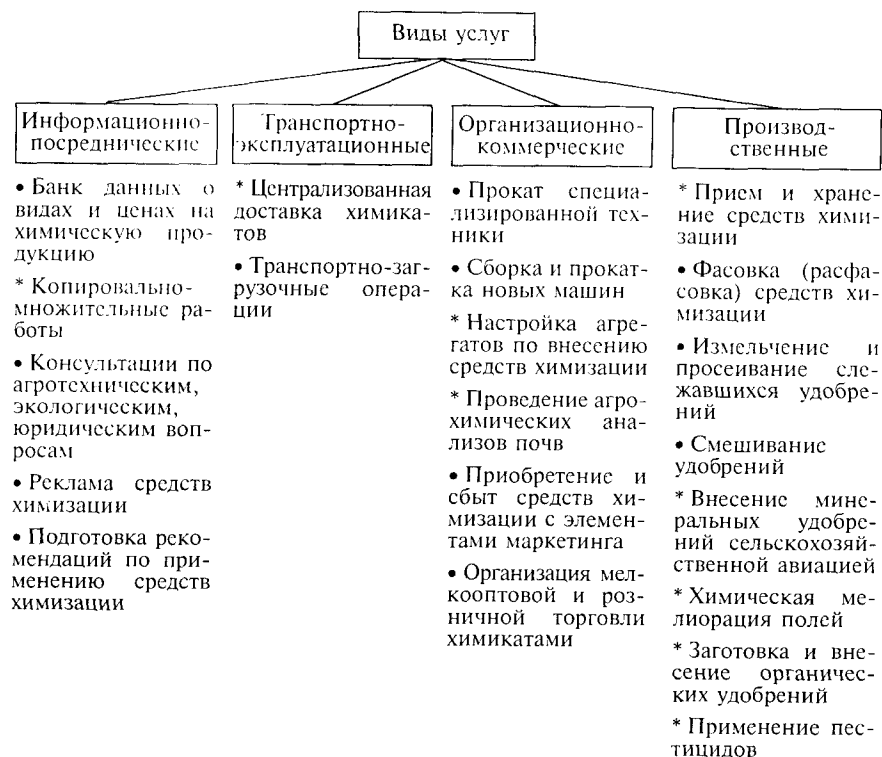 Виды услуг
Информационно-
посреднические
• Банк данных о
видах и ценах на
химическую про-
дукцию
* Копировально-
множительные ра-
боты
• Консультации по
агротехническим,
экологическим,
юридическим воп-
росам
• Реклама средств
химизации
• Подготовка реко-
мендаций по при-
менению средств
химизации
Транспортно-
эксплуатационные
* Централизованная
доставка химика-
тов
• Транспортно-заг-
рузочные опера-
ции
Организационно-
коммерческие
• Прокат специа-
лизированной тех-
ники
• Сборка и прокат-
ка новых машин
* Настройка агре-
гатов по внесению
средств химизации
* Проведение агро-
химических ана-
лизов почв
• Приобретение и
сбыт средств хи-
мизации с элемен-
тами маркетинга
• Организация мел-
кооптовой и роз-
ничной торговли
химикатами
Производ-
ственные
* Прием и хране-
ние средств хими-
зации
• Фасовка (расфа-
совка) средств хи-
мизации
• Измельчение и
просеивание сле-
жавшихся удобре-
ний
• Смешивание
удобрений
* Внесение мине-
ральных удобре-
ний сельскохозяй-
ственной авиацией
* Химическая ме-
лиорация полей
* Заготовка и вне-
сение органичес-
ких удобрений
* Применение пес-
тицидов